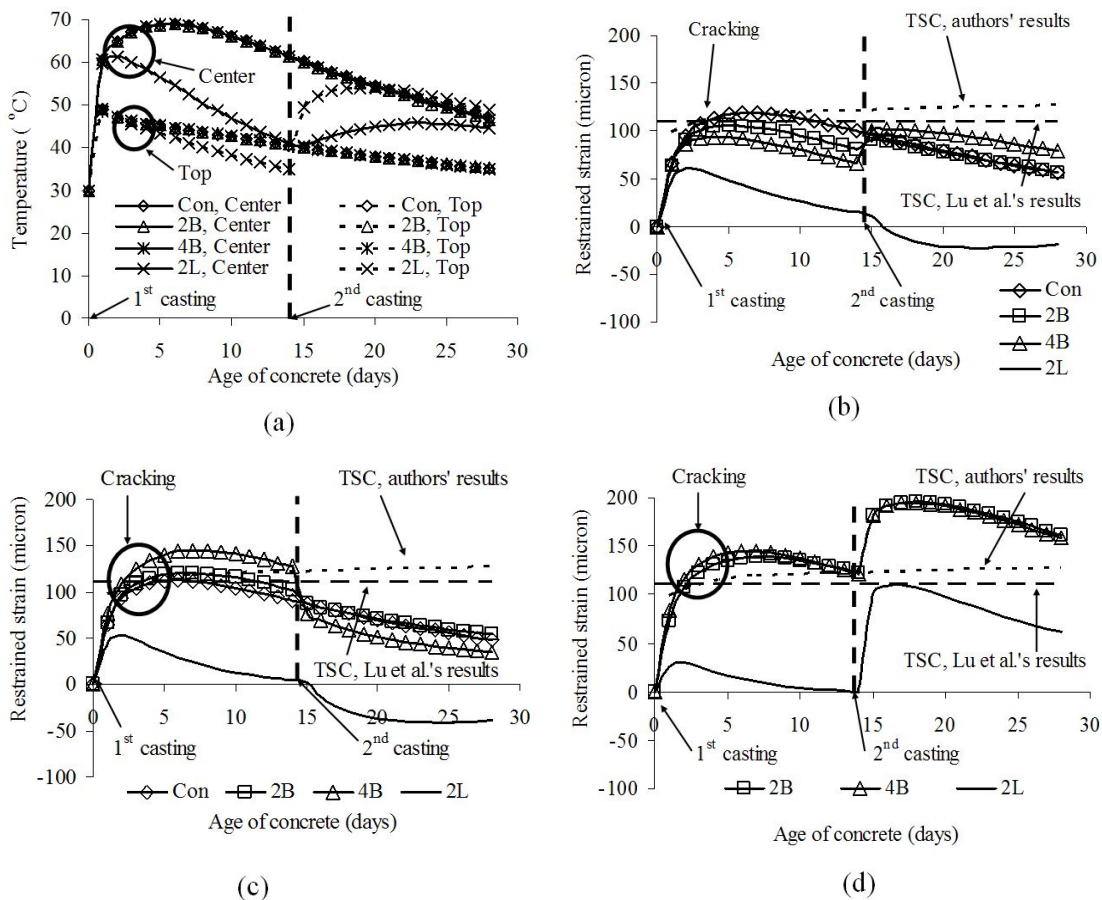 70
60
50
40
30
20
10
0
Temperature ( °C)
Center
Top
Con, Center
2B, Center
4B, Center
2L, Center
Con, Top
2B, Top
4B, Top
2L, Top
1st casting
2nd casting
0 5 10 15 20 25 30
Age of concrete (days)
(a)
200
150
100
50
0
-50
-100
Restrained strain (micron)
TSC,
authors'
results
Cracking
TSC, Lu et al.'s results
1st casting
2nd casting
0 5 10 15 20 25 30
Con
2B
4B
2L
Age of concrete (days)
(b)
Cracking
TSC, authors' results
200
150
100
50
0
-50
-100
Restrained strain (micron)
TSC, Lu et al.'s results
0 5 10 15 20 25 30
1st casting
2nd casting
Con 2B 4B 2L
Age of concrete (days)
(c)
Cracking
TSC, authors' results
200
150
100
50
0
-50
-100
Restrained strain (micron)
TSC, Lu et al.'s results
0 5 10 15 20 25 30
1st casting
2nd casting
2B 4B 2L
Age of concrete (days)
(d)